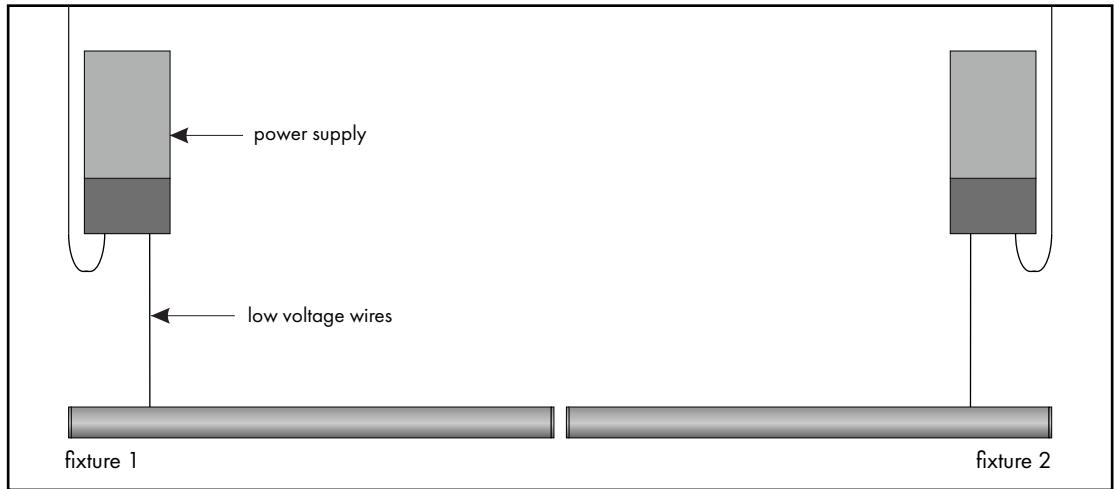 power supply
low voltage wires
fixture 1
fixture 2